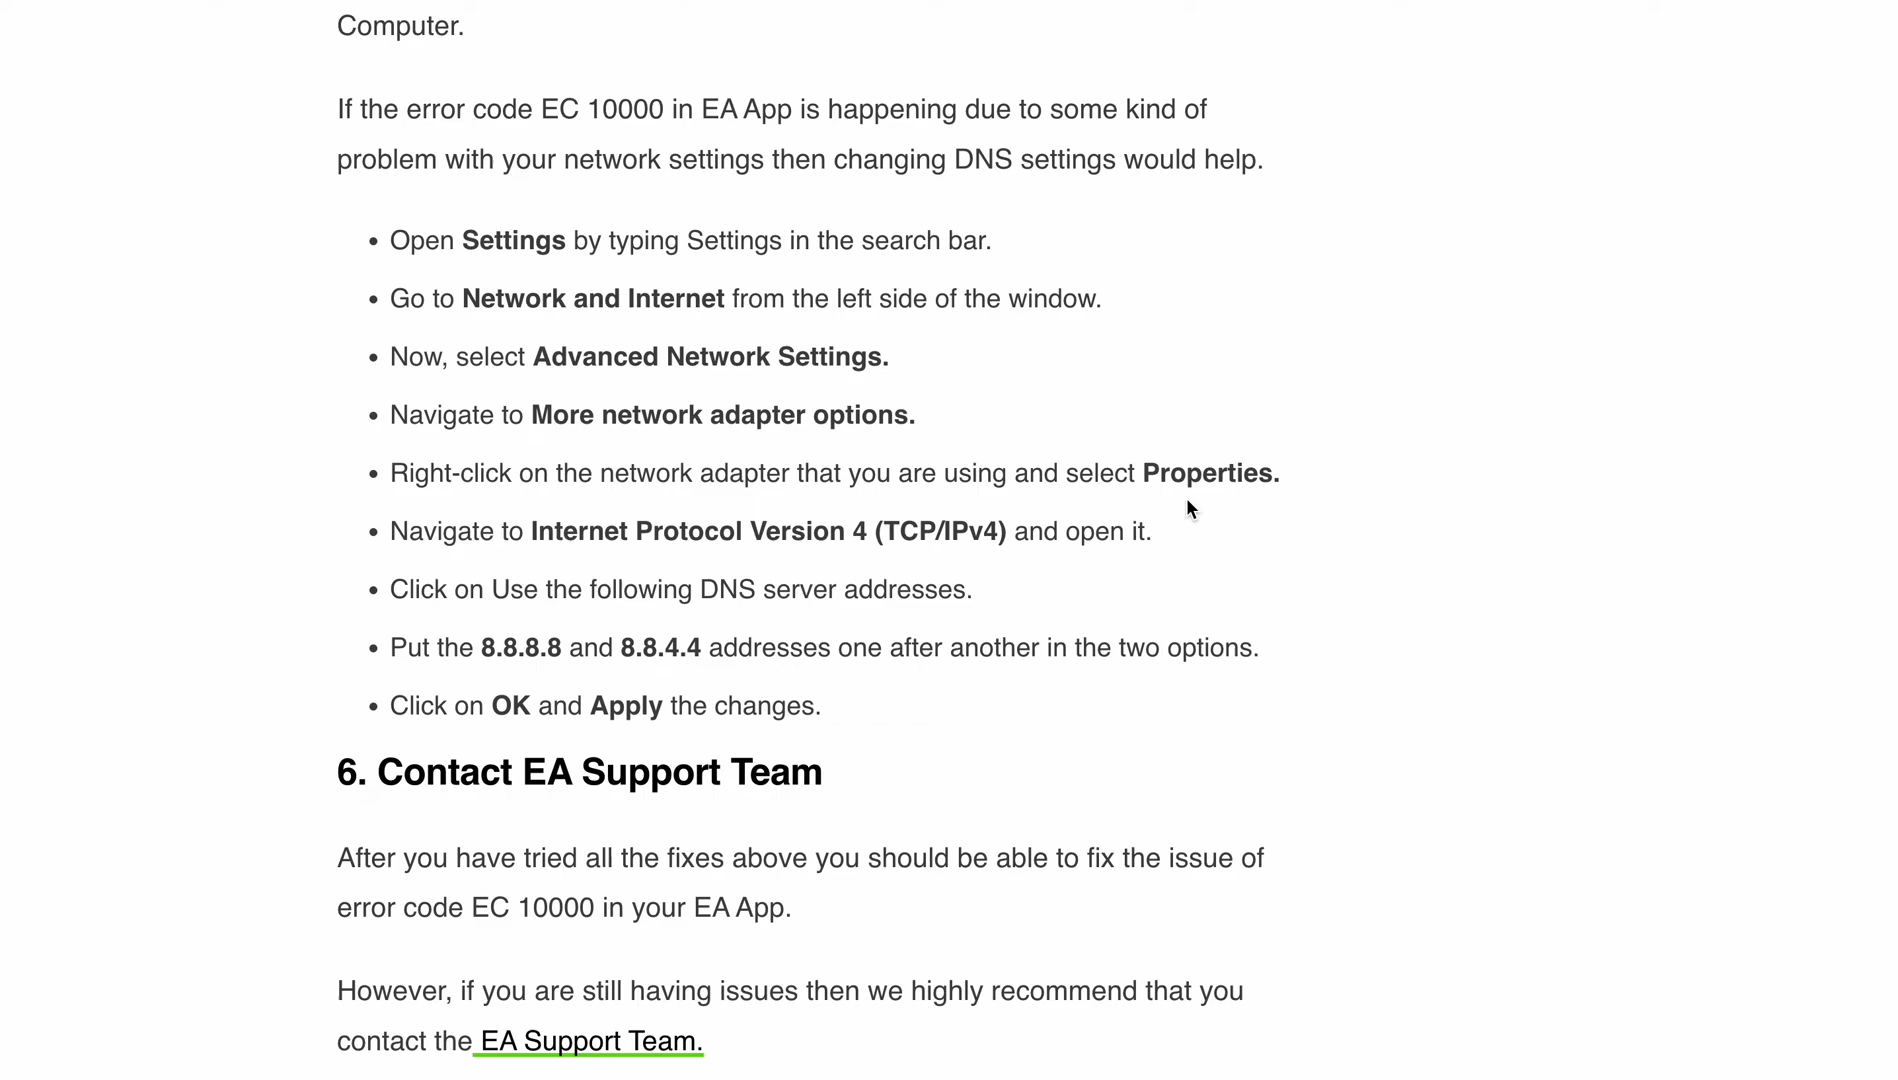 Computer.
If the error code EC 10000 in EA App is happening due to some kind of
problem with your network settings then changing DNS settings would help.
• Open Settings by typing Settings in the search bar.
• Go to Network and Internet from the left side of the window.
• Now, select Advanced Network Settings.
• Navigate to More network adapter options.
• Right-click on the network adapter that you are using and select Properties.
• Navigate to Internet Protocol Version 4 (TCP/IPv4) and open it.
• Click on Use the following DNS server addresses.
• Put the 8.8.8.8 and 8.8.4.4 addresses one after another in the two options.
• Click on OK and Apply the changes.
6. Contact EA Support Team
After you have tried all the fixes above you should be able to fix the issue of
error code EC 10000 in your EA App.
However, if you are still having issues then we highly recommend that you
contact the EA Support Team.